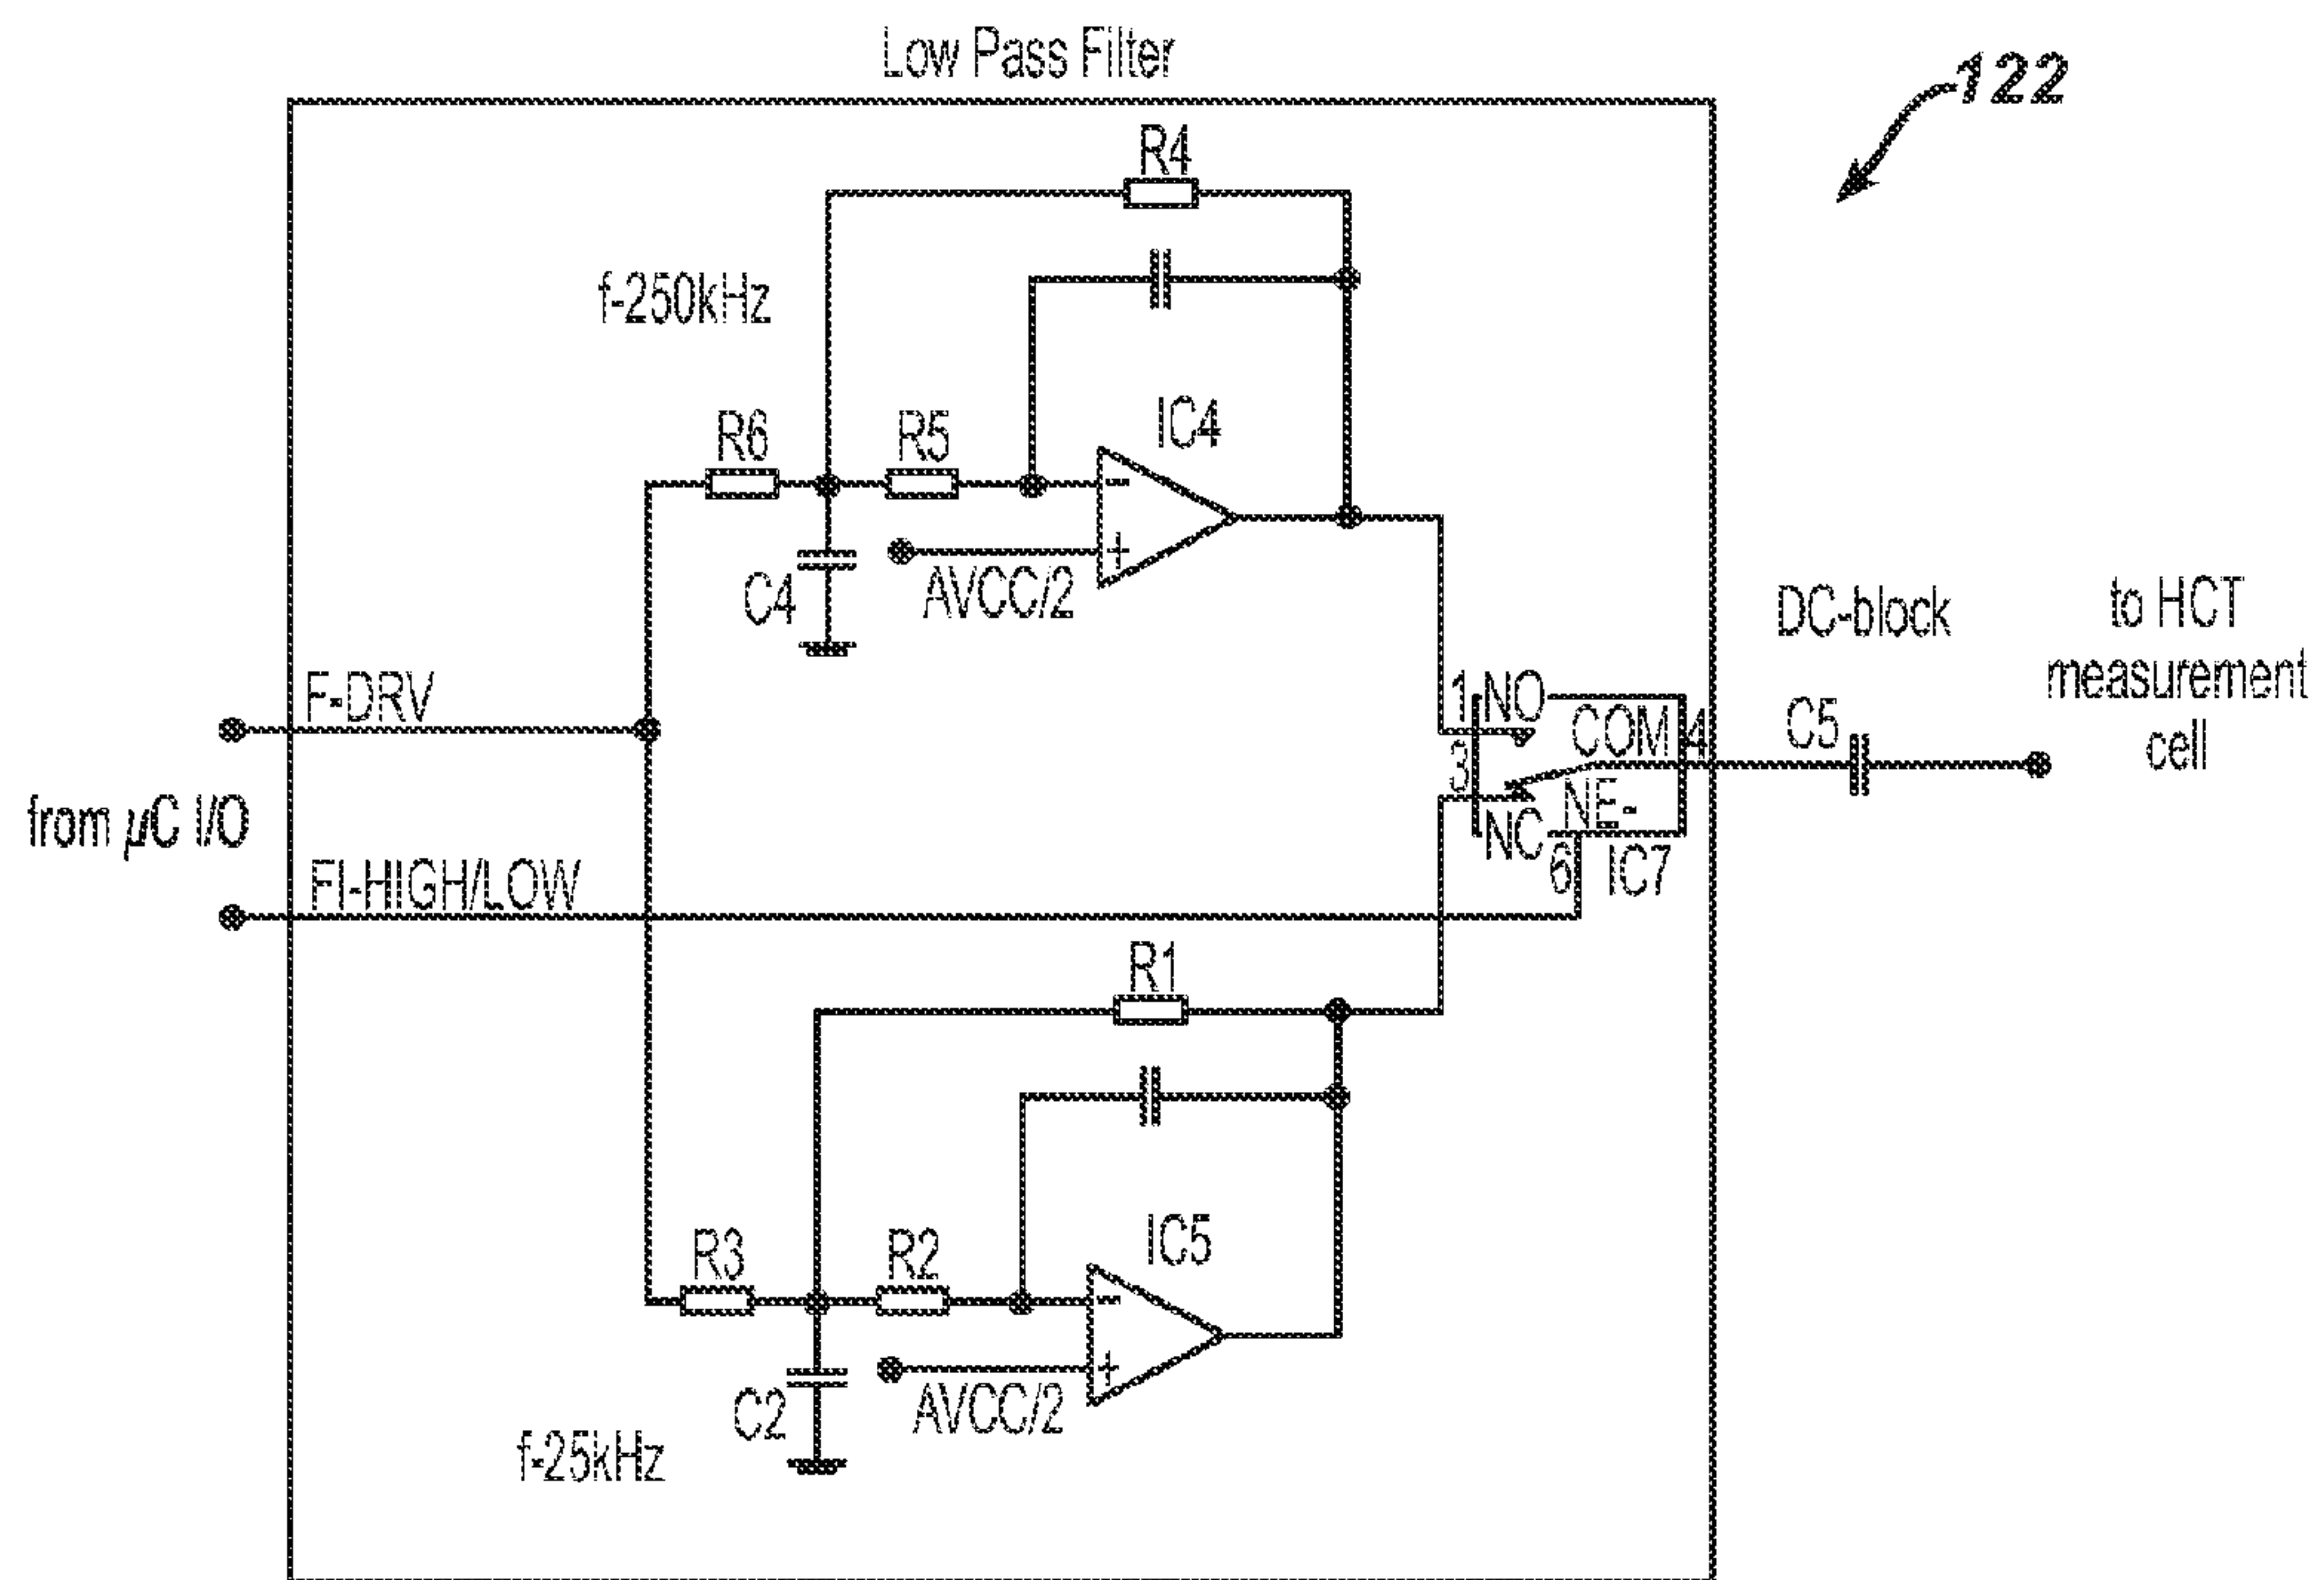 Low Pass Filter
122
R4
f-250kHz
R6
R5
IC4
C4
AVCC/2
F-DRV
from µC I/O
FI-HIGH/LOW
1 NO
COM 4
3
NE-
NC
6
IC7
DC-block
C5
to HCT
measurement
cell
R1
R3
R2
IC5
C2
AVCC/2
f-25kHz